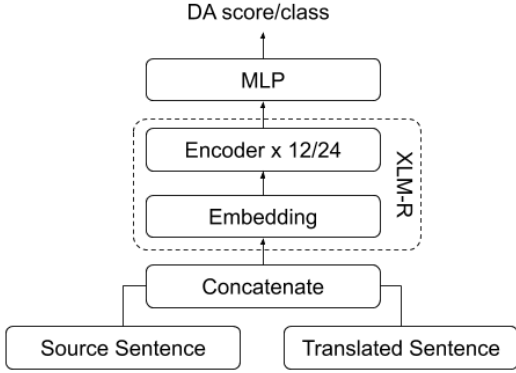 DA score/class
MLP
Encoder x 12/24
XLM-R
Embedding
Concatenate
Source Sentence
Translated Sentence